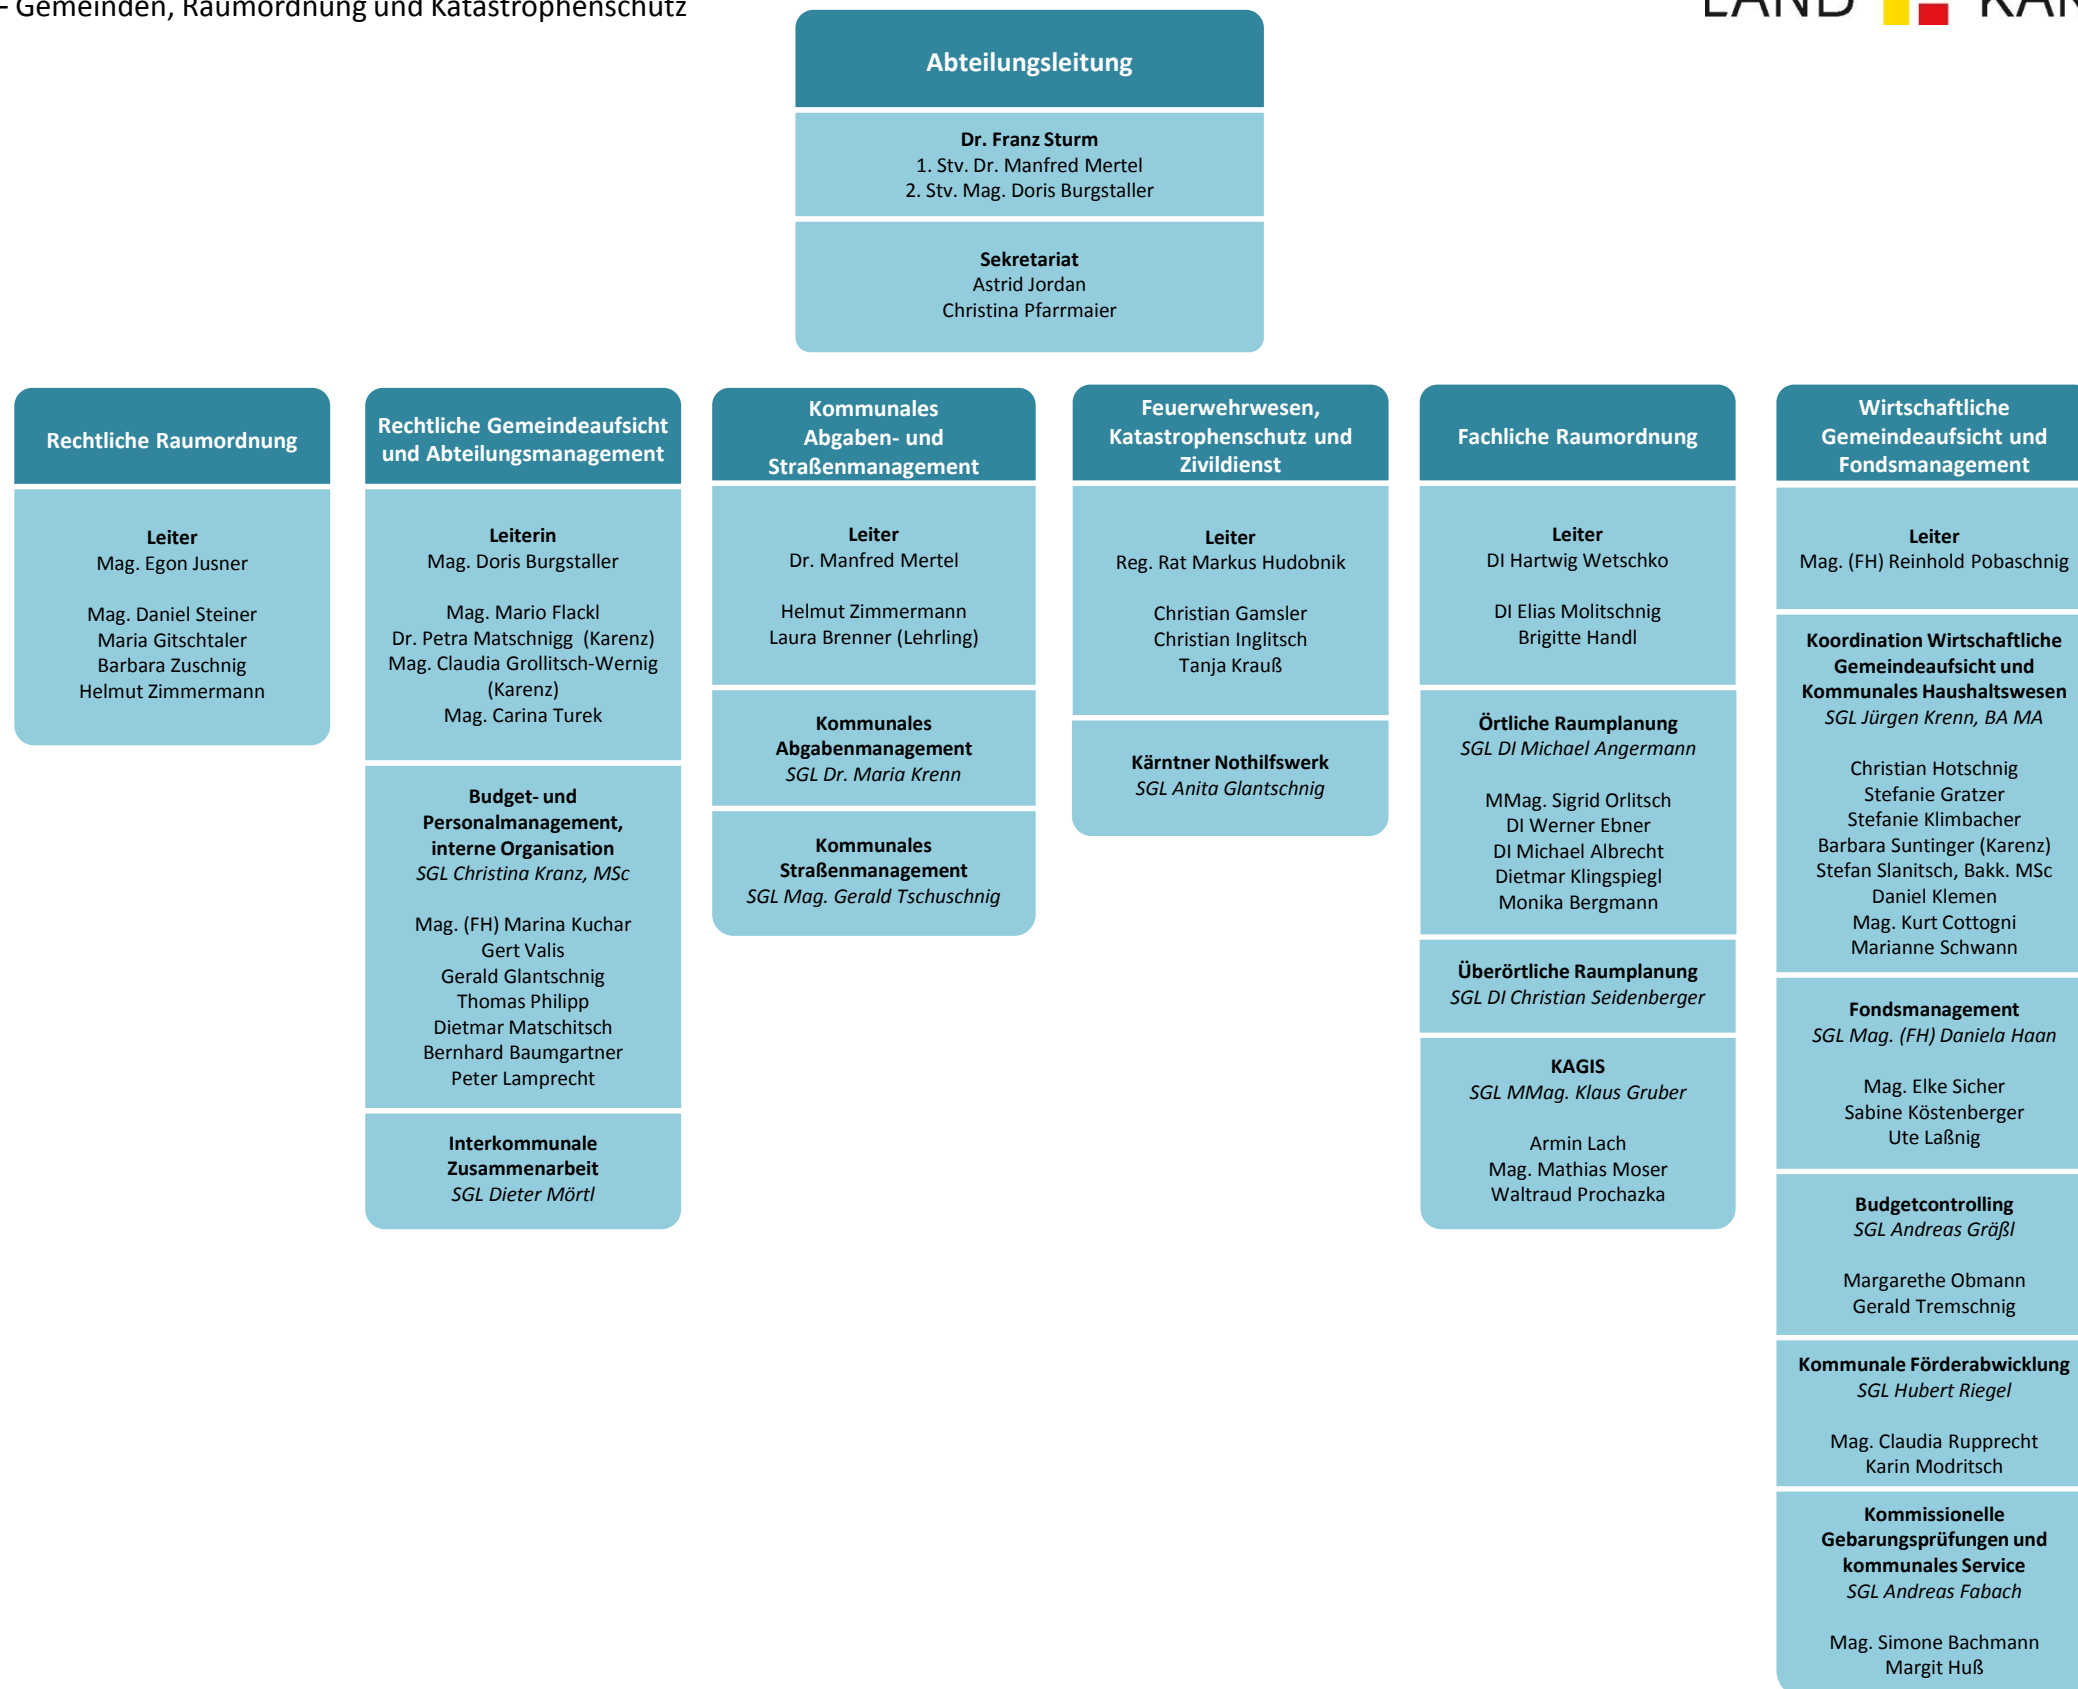 - Gemeinden, Raumordnung und Katastrophenschutz
LAND
Abteilungsleitung
Dr. Franz Sturm
1. Stv. Dr. Manfred Mertel
2. Stv. Mag. Doris Burgstaller
Sekretariat
Astrid Jordan
Christina Pfarrmaier
Rechtliche Raumordnung
Leiter
Mag. Egon Jusner
Mag. Daniel Steiner
Maria Gitschtaler
Barbara Zuschnig
Helmut Zimmermann
Rechtliche Gemeindeaufsicht
und Abteilungsmanagement
Leiterin
Mag. Doris Burgstaller
Mag. Mario Flackl
Dr. Petra Matschnigg (Karenz)
Mag. Claudia Grollitsch-Wernig
(Karenz)
Mag. Carina Turek
Budget- und
Personalmanagement,
interne Organisation
SGL Christina Kranz, MSc
Mag. (FH) Marina Kuchar
Gert Valis
Gerald Glantschnig
Thomas Philipp
Dietmar Matschitsch
Bernhard Baumgartner
Peter Lamprecht
Interkommunale
Zusammenarbeit
SGL Dieter Mörtl
Kommunales
Abgaben- und
Straßenmanagement
Leiter
Dr. Manfred Mertel
Helmut Zimmermann
Laura Brenner (Lehrling)
Kommunales
Abgabenmanagement
SGL Dr. Maria Krenn
Kommunales
Straßenmanagement
SGL Mag. Gerald Tschuschnig
Feuerwehrwesen,
Katastrophenschutz und
Zivildienst
Leiter
Reg. Rat Markus Hudobnik
Christian Gamsler
Christian Inglitsch
Tanja Krauß
Kärntner Nothilfswerk
SGL Anita Glantschnig
Fachliche Raumordnung
Leiter
DI Hartwig Wetschko
DI Elias Molitschnig
Brigitte Handl
Örtliche Raumplanung
SGL DI Michael Angermann
MMag. Sigrid Orlitsch
DI Werner Ebner
DI Michael Albrecht
Dietmar Klingspiegl
Monika Bergmann
Überörtliche Raumplanung
SGL DI Christian Seidenberger
KAGIS
SGL MMag. Klaus Gruber
Armin Lach
Mag. Mathias Moser
Waltraud Prochazka
Wirtschaftliche
Gemeindeaufsicht und
Fondsmanagement
Leiter
Mag. (FH) Reinhold Pobaschnig
Koordination Wirtschaftliche
Gemeindeaufsicht und
Kommunales Haushaltswesen
SGL Jürgen Krenn, BA MA
Christian Hotschnig
Stefanie Gratzer
Stefanie Klimbacher
Barbara Suntinger (Karenz)
Stefan Slanitsch, Bakk. MSc
Daniel Klemen
Mag. Kurt Cottogni
Marianne Schwann
Fondsmanagement
SGL Mag. (FH) Daniela Haan
Mag. Elke Sicher
Sabine Köstenberger
Ute Laßnig
Budgetcontrolling
SGL Andreas Gräßl
Margarethe Obmann
Gerald Tremschnig
Kommunale Förderabwicklung
SGL Hubert Riegel
Mag. Claudia Rupprecht
Karin Modritsch
Kommissionelle
Gebarungsprüfungen und
kommunales Service
SGL Andreas Fabach
Mag. Simone Bachmann
Margit Huß